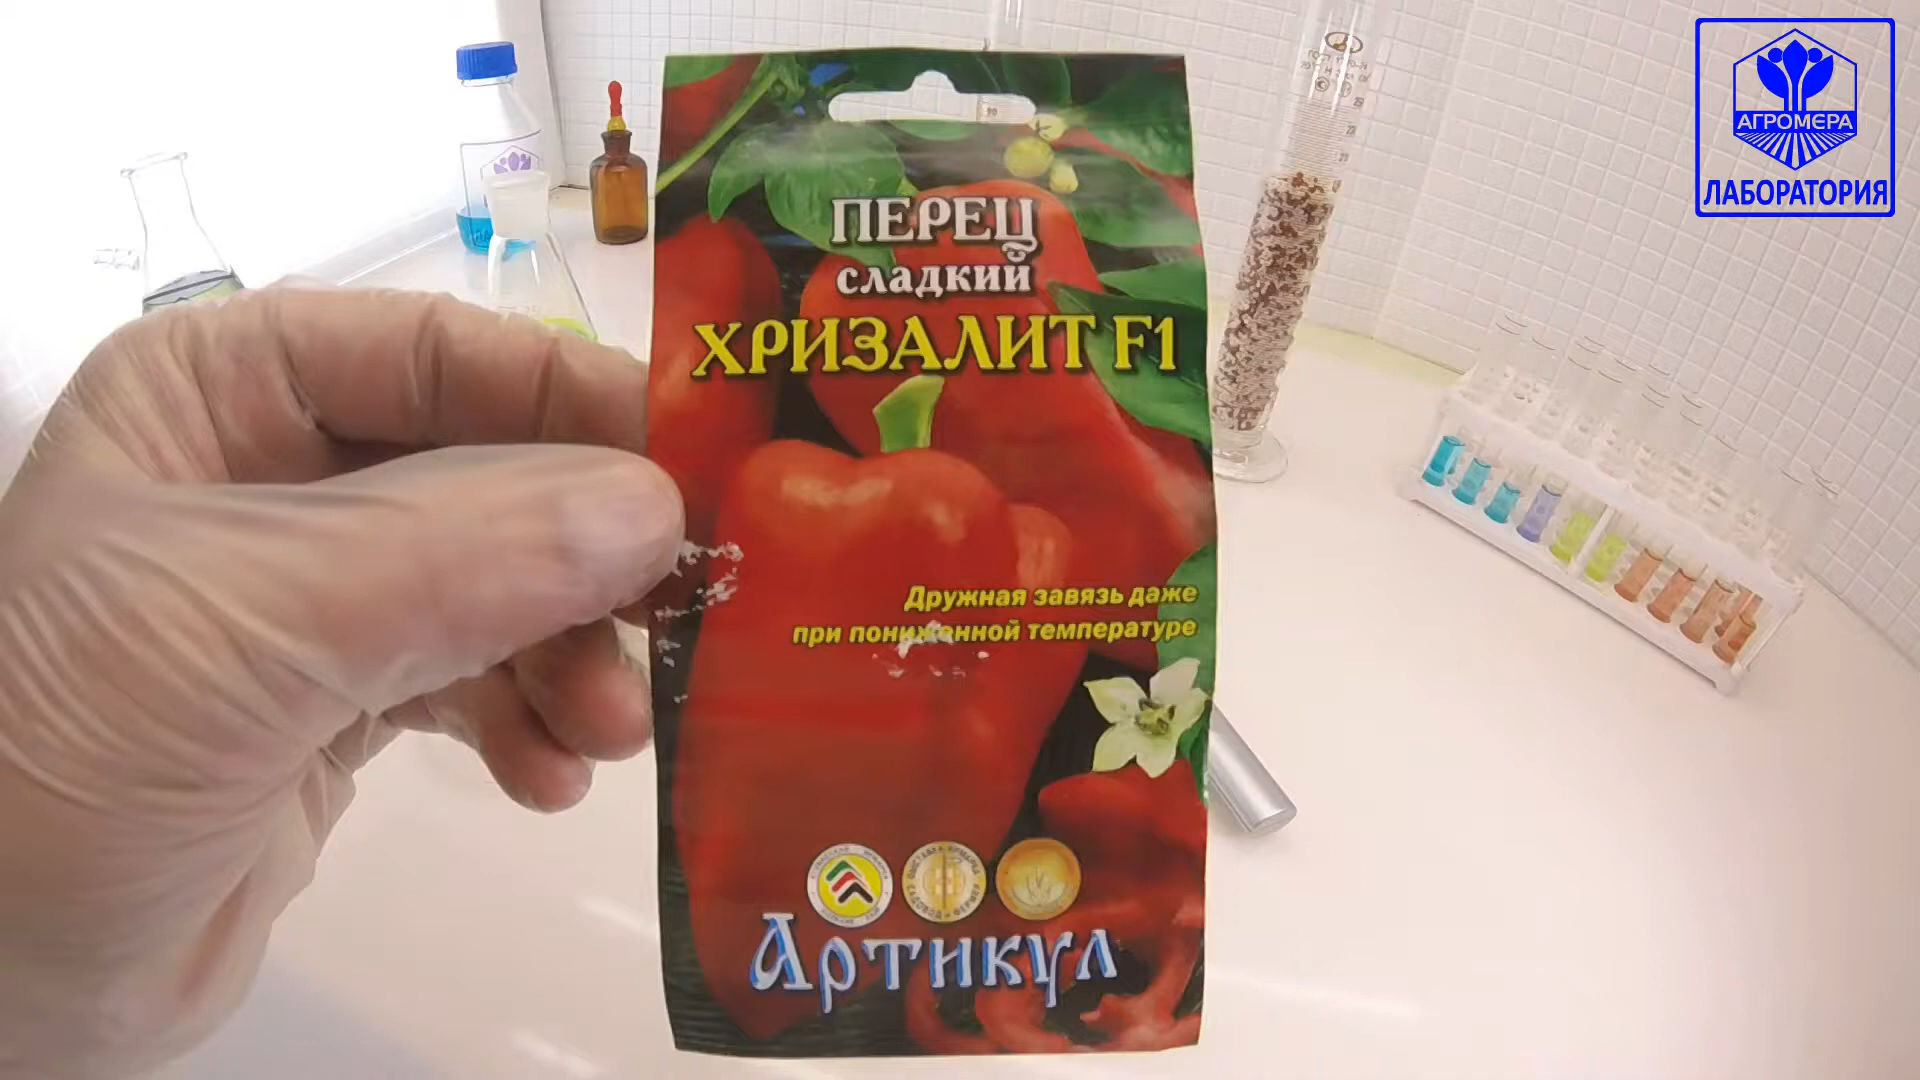 ПЕРЕЦ
сладкий
ХРИЗАЛИТ F1
Дружная завязь даже
при пониженной температуре
Артикул
АГРОМЕРА
ЛАБОРАТОРИЯ